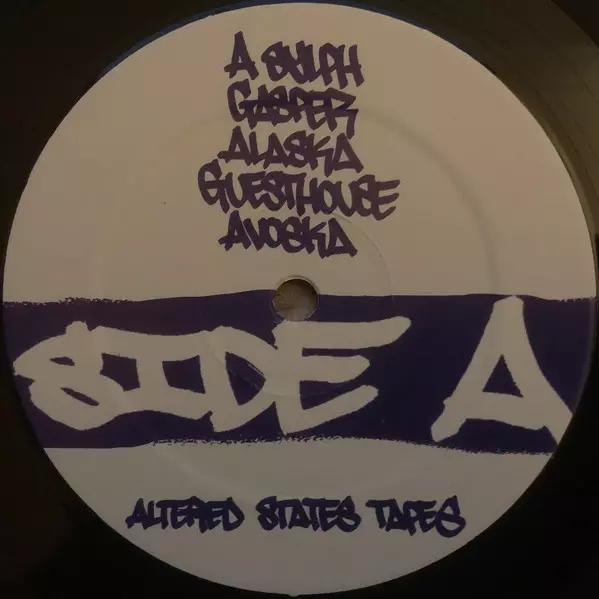 A SYLPH
GASPER
ALASKA
GUESTHOUSE
AVOSKA
SIDE A
ALTERED STATES TAPES